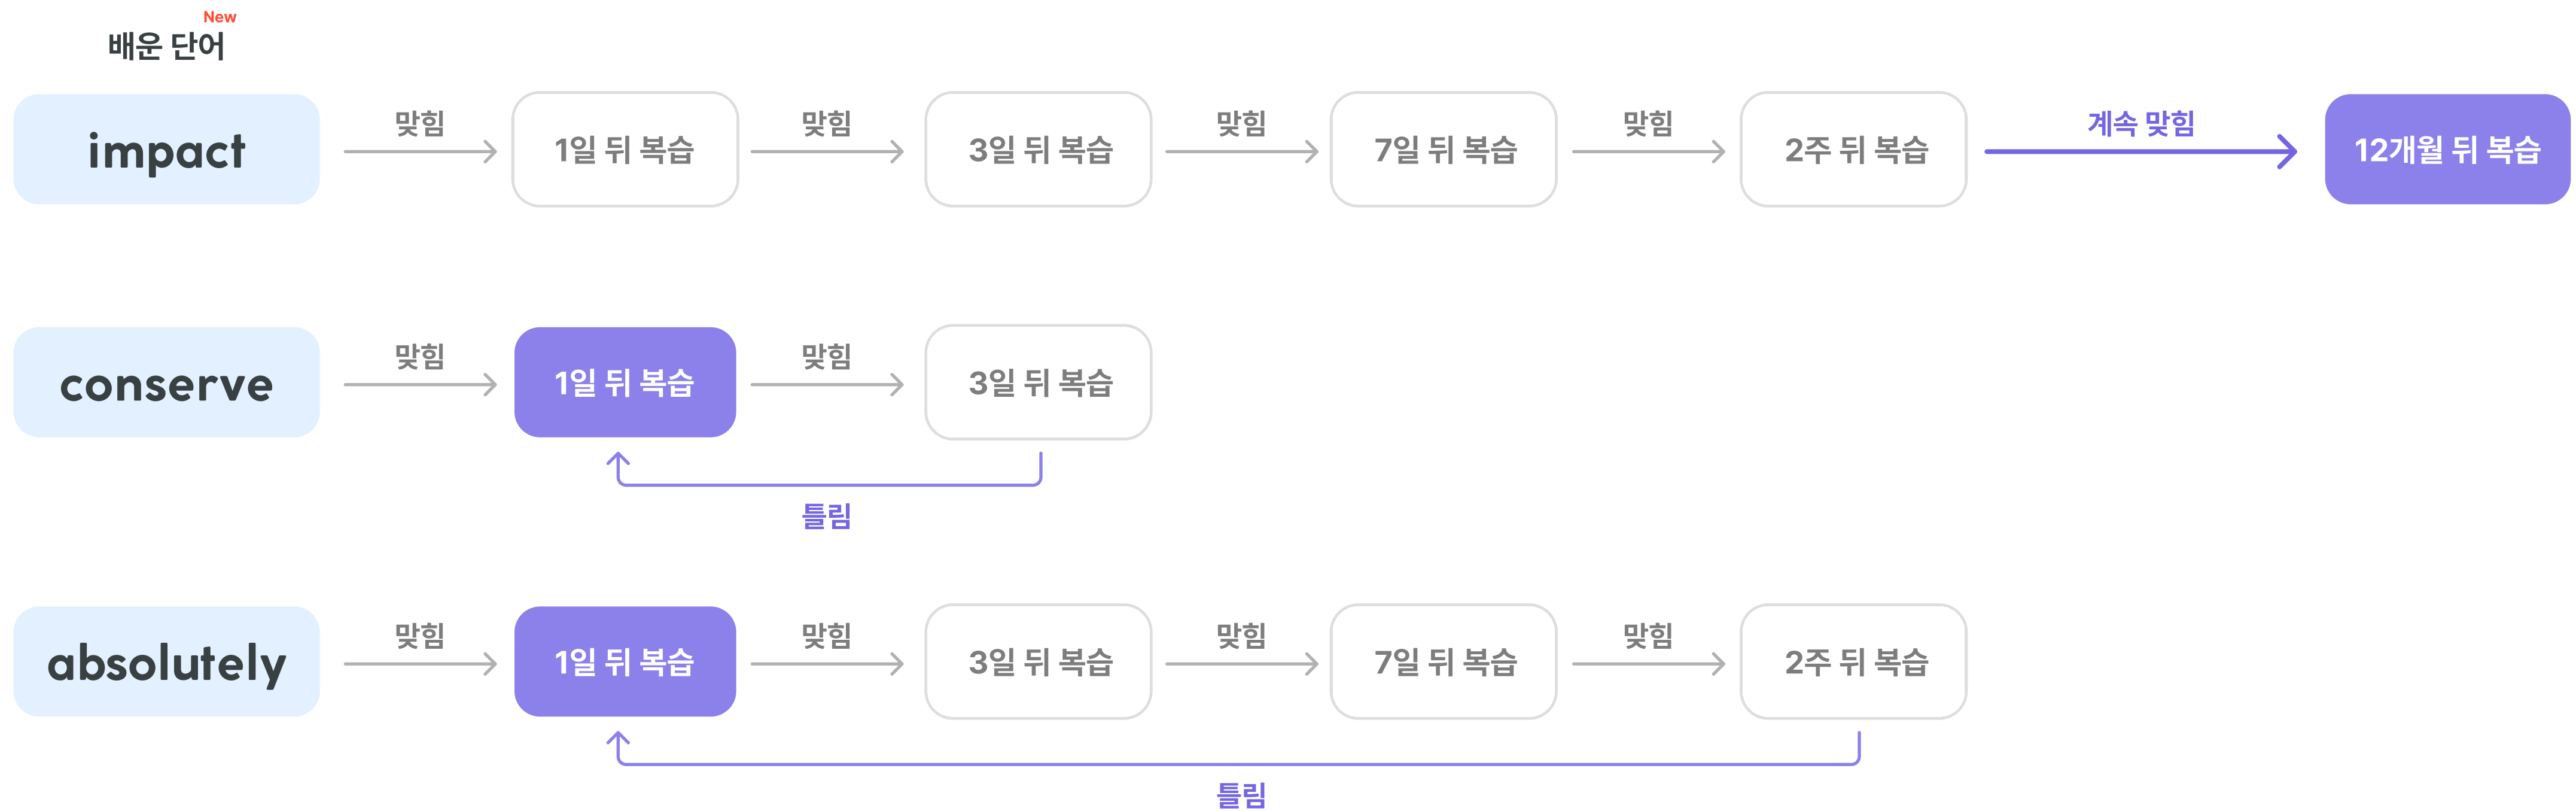 New
배운 단어
impact
맞힘
1일 뒤 복습
맞힘
3일 뒤 복습
맞힘
7일 뒤 복습
맞힘
2주 뒤 복습
계속 맞힘
12개월 뒤 복습
conserve
맞힘
1일 뒤 복습
맞힘
3일 뒤 복습
틀림
absolutely
맞힘
1일 뒤 복습
맞힘
3일 뒤 복습
맞힘
7일 뒤 복습
맞힘
2주 뒤 복습
틀림